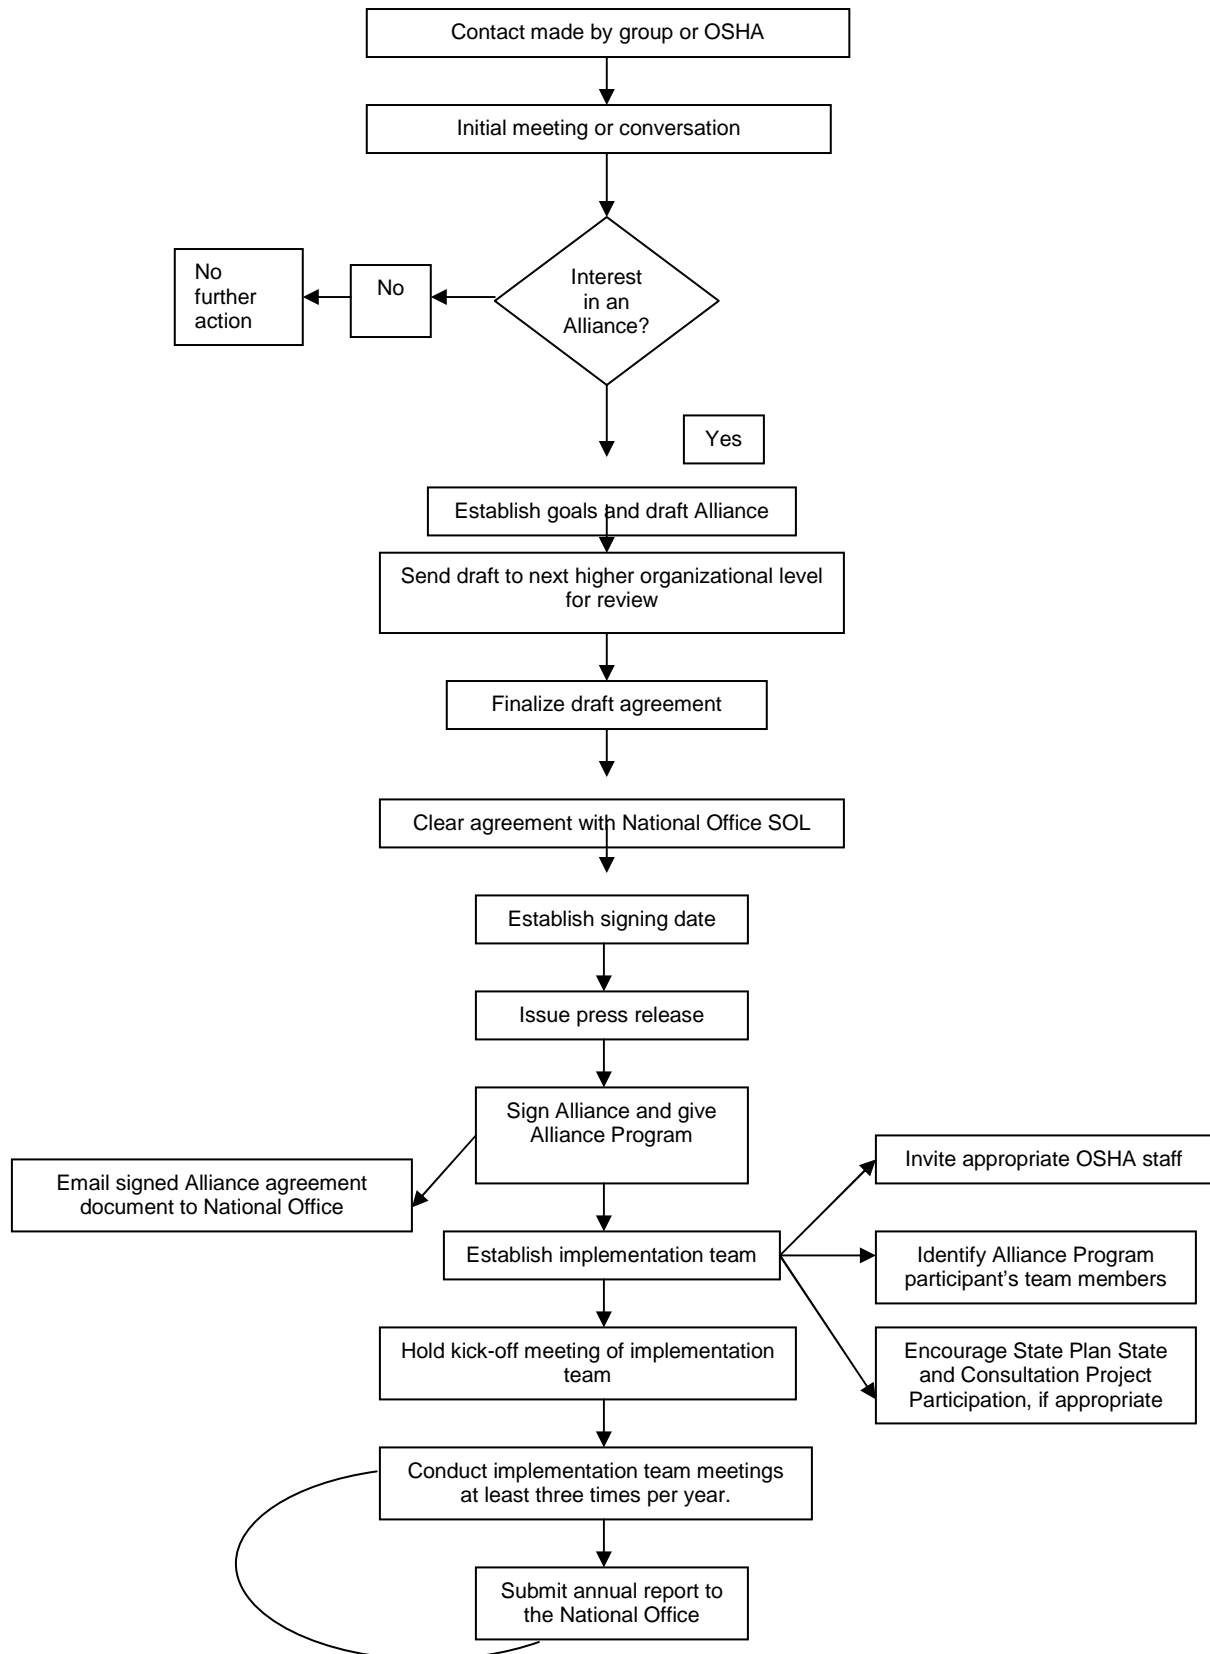 Contact made by group or OSHA
Initial meeting or conversation
Interest
in an
Alliance?
No
No
further
action
Yes
Establish goals and draft Alliance
Send draft to next higher organizational level
for review
Finalize draft agreement
Clear agreement with National Office SOL
Establish signing date
Issue press release
Sign Alliance and give
Alliance Program
Email signed Alliance agreement
document to National Office
Establish implementation team
Invite appropriate OSHA staff
Identify Alliance Program
participant’s team members
Encourage State Plan State
and Consultation Project
Participation, if appropriate
Hold kick-off meeting of implementation
team
Conduct implementation team meetings
at least three times per year.
Submit annual report to
the National Office